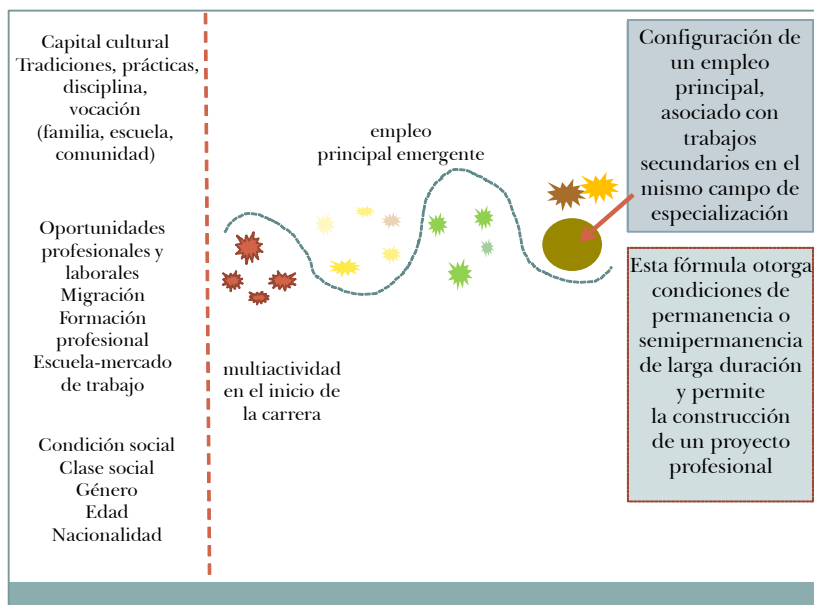 Capital cultural
Tradiciones, prácticas,
disciplina,
vocación
(familia, escuela,
comunidad)
Oportunidades
profesionales y
laborales
Migración
Formación
profesional
Escuela-mercado
de trabajo
Condición social
Clase social
Género
Edad
Nacionalidad
empleo
principal emergente
multiactividad
en el inicio de
la carrera
Configuración de
un empleo
principal,
asociado con
trabajos
secundarios en el
mismo campo de
especialización
Esta fórmula otorga
condiciones de
permanencia o
semipermanencia
de larga duración
y permite
la construcción
de un proyecto
profesional